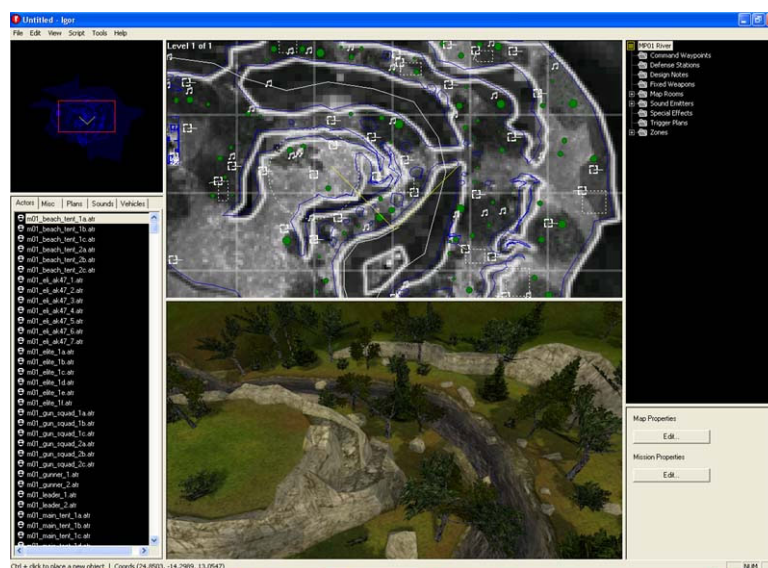 Untitled - Igor
File Edit View Script Tools Help
Level 1 of 1
MP01 River
Command Waypoints
Defense Stations
Design Notes
Fixed Weapons
Map Rooms
Sound Emitters
Special Effects
Trigger Plans
Zones
Actors Misc Plans Sounds Vehicles
m01_beach_tent_1a.atr
m01_beach_tent_1b.atr
m01_beach_tent_1c.atr
m01_beach_tent_2a.atr
m01_beach_tent_2b.atr
m01_beach_tent_2c.atr
m01_eli_ak47_1.atr
m01_eli_ak47_2.atr
m01_eli_ak47_3.atr
m01_eli_ak47_4.atr
m01_eli_ak47_5.atr
m01_eli_ak47_6.atr
m01_eli_ak47_7.atr
m01_elite_1a.atr
m01_elite_1b.atr
m01_elite_1c.atr
m01_elite_1d.atr
m01_elite_1e.atr
m01_elite_1f.atr
m01_gun_squad_1a.atr
m01_gun_squad_1b.atr
m01_gun_squad_1c.atr
m01_gun_squad_2a.atr
m01_gun_squad_2b.atr
m01_gun_squad_2c.atr
m01_gunner_1.atr
m01_gunner_2.atr
m01_leader_1.atr
m01_leader_2.atr
m01_main_tent_1a.atr
m01_main_tent_1b.atr
m01_main_tent_1c.atr
Map Properties
Edit...
Mission Properties
Edit...
Ctrl + click to place a new object | Coords (24.8503, -14.2989, 13.0547)
NUM